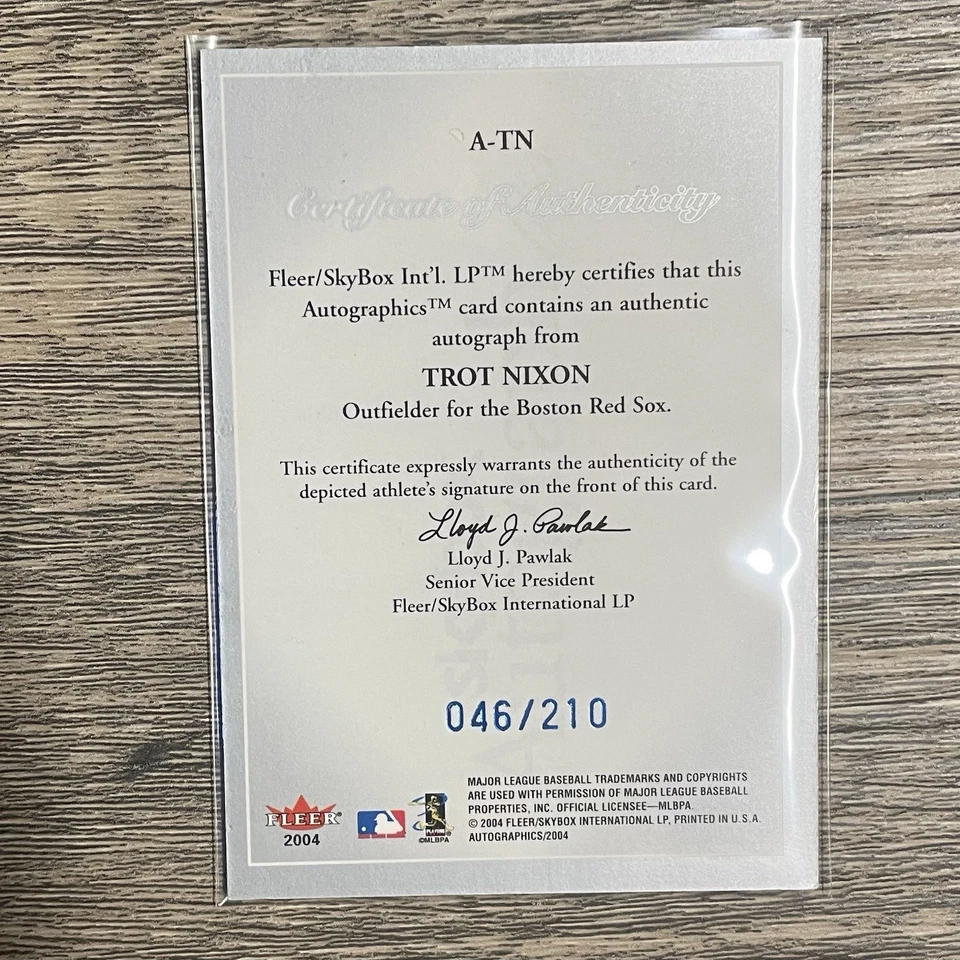 A-TN
Certificate of Authenticity
Fleer/SkyBox Int'l. LP™ hereby certifies that this
Autographics™ card contains an authentic
autograph from
TROT NIXON
Outfielder for the Boston Red Sox.
This certificate expressly warrants the authenticity of the
depicted athlete's signature on the front of this card.
Lloyd J. Pawlak
Lloyd J. Pawlak
Senior Vice President
Fleer/SkyBox International LP
046/210
MAJOR LEAGUE BASEBALL TRADEMARKS AND COPYRIGHTS
ARE USED WITH PERMISSION OF MAJOR LEAGUE BASEBALL
PROPERTIES, INC. OFFICIAL LICENSEE—MLBPA.
© 2004 FLEER/SKYBOX INTERNATIONAL LP, PRINTED IN U.S.A.
AUTOGRAPHICS/2004
FLEER®
2004
PLAYERS
©MLBPA